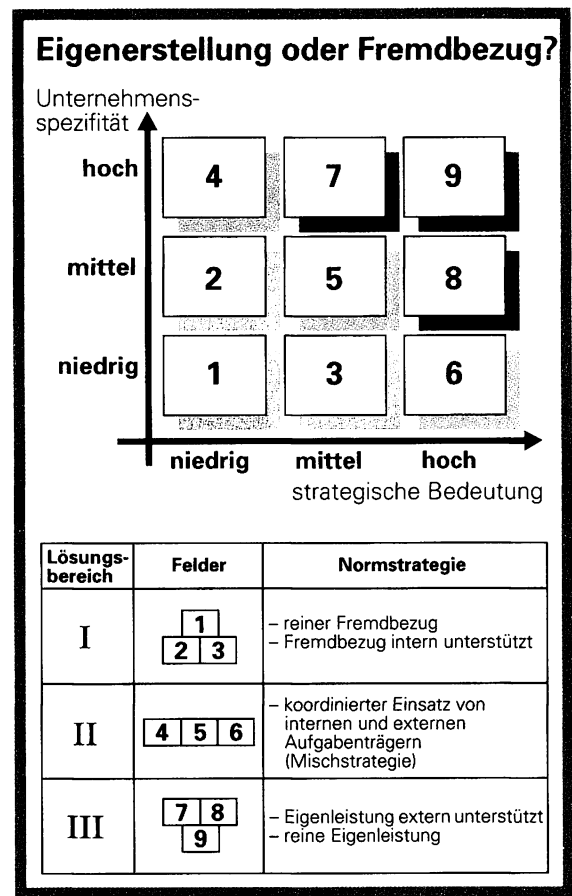 Eigenerstellung oder Fremdbezug?
Unternehmens-
spezifität
hoch
4 7 9
mittel
2 5 8
niedrig
1 3 6
niedrig mittel hoch
strategische Bedeutung
Lösungs-
bereich
Felder
Normstrategie
I
1
2 3
– reiner Fremdbezug
– Fremdbezug intern unterstützt
II
4 5 6
– koordinierter Einsatz von
internen und externen
Aufgabenträgern
(Mischstrategie)
III
7 8
9
– Eigenleistung extern unterstützt
– reine Eigenleistung